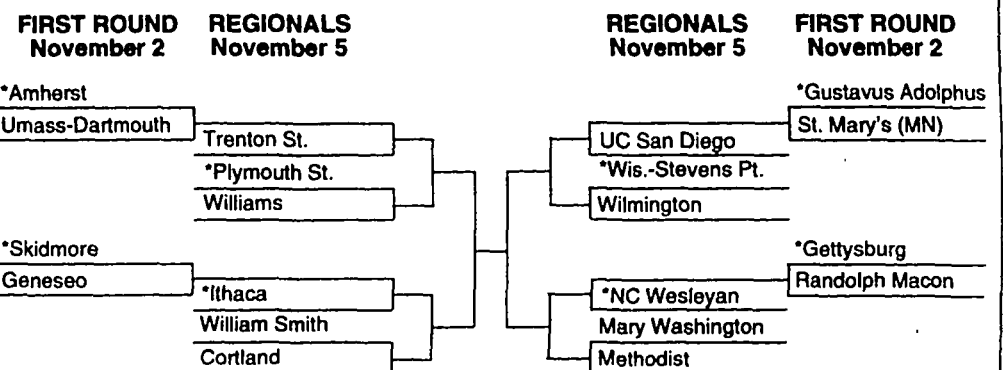 FIRST ROUND
November 2
REGIONALS
November 5
REGIONALS
November 5
FIRST ROUND
November 2
*Amherst
Umass-Dartmouth
Trenton St.
*Plymouth St.
Williams
*Skidmore
Geneseo
*Ithaca
William Smith
Cortland
UC San Diego
*Wis.-Stevens Pt.
Wilmington
*NC Wesleyan
Mary Washington
Methodist
*Gustavus Adolphus
St. Mary's (MN)
*Gettysburg
Randolph Macon